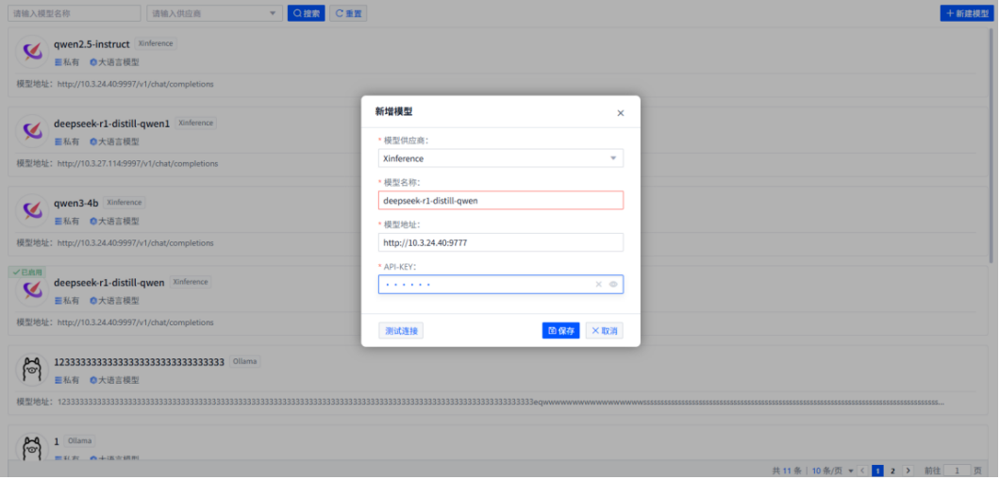 请输入模型名称 请输入供应商 搜索 重置 新建模型
qwen2.5-instruct Xinference
私有 大语言模型
模型地址：http://10.3.24.40:9997/v1/chat/completions
deepseek-r1-distill-qwen1 Xinference
私有 大语言模型
模型地址：http://10.3.27.114:9997/v1/chat/completions
qwen3-4b Xinference
私有 大语言模型
模型地址：http://10.3.24.40:9997/v1/chat/completions
已启用
deepseek-r1-distill-qwen Xinference
私有 大语言模型
模型地址：http://10.3.24.40:9997/v1/chat/completions
Ollama
私有 大语言模型
模型地址：
1 Ollama
私有 大语言模型
共 11 条 10 条/页 1 2 前往 1 页
新增模型
* 模型供应商：
Xinference
* 模型名称：
deepseek-r1-distill-qwen
* 模型地址：
http://10.3.24.40:9777
* API-KEY：
测试连接 保存 取消